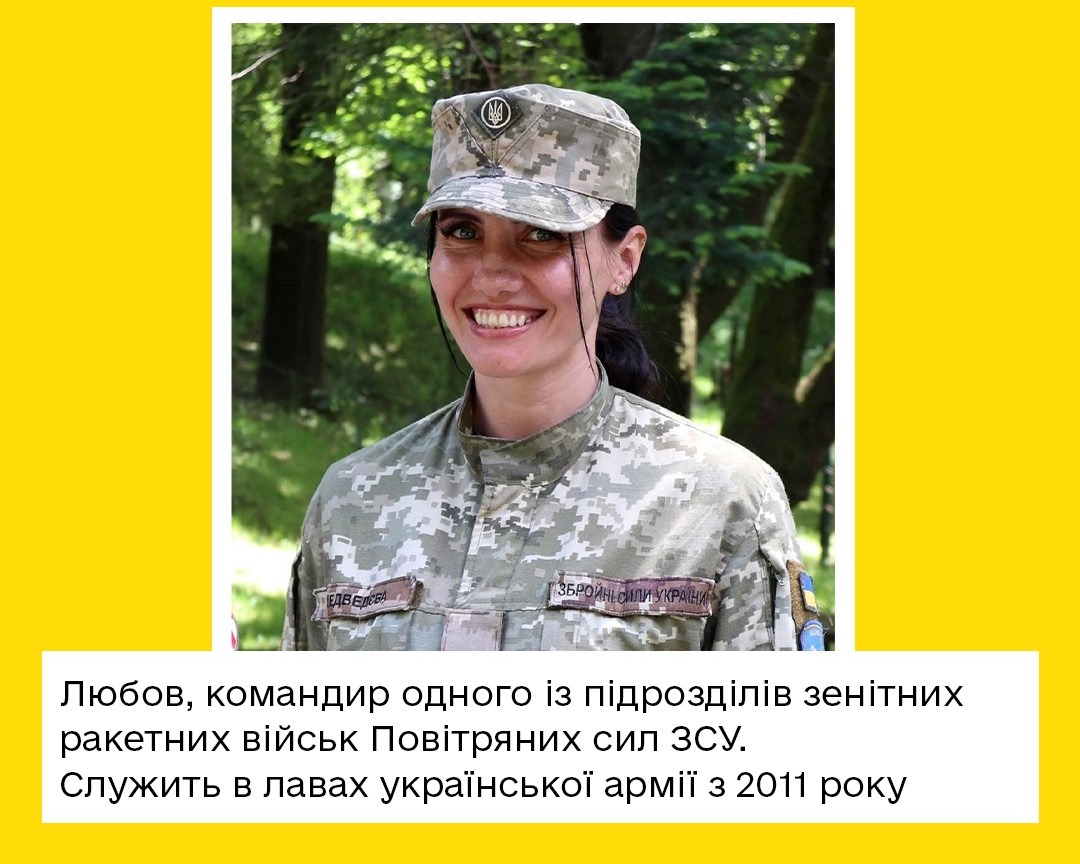 ЗБРОЙНІ СИЛИ УКРАЇНИ
Любов, командир одного із підрозділів зенітних
ракетних військ Повітряних сил ЗСУ.
Служить в лавах української армії з 2011 року